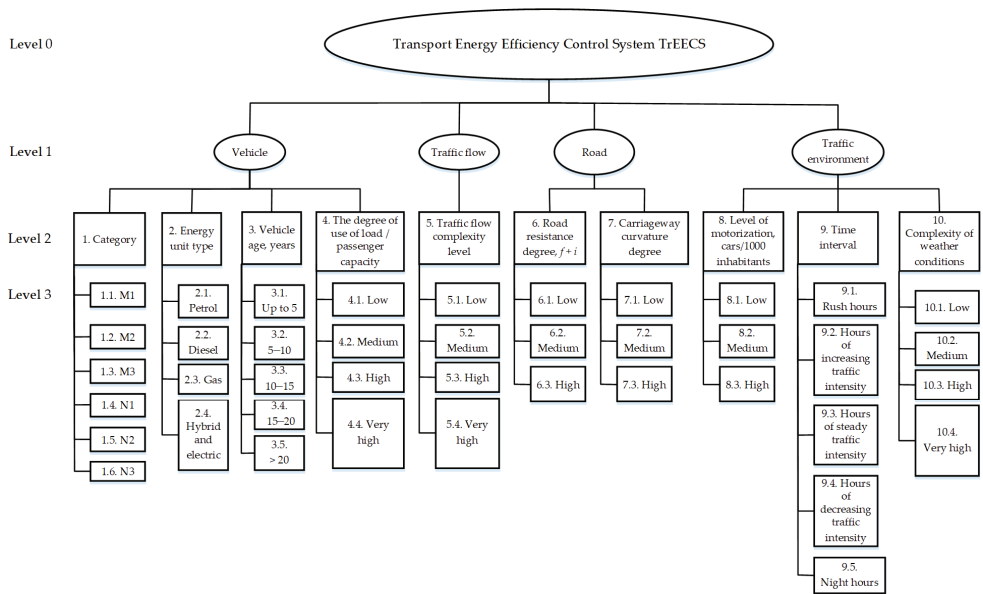 Level 0
Transport Energy Efficiency Control System TrEECS
Level 1
Vehicle
Traffic flow
Road
Traffic
environment
Level 2
1. Category
2. Energy
unit type
3. Vehicle
age, years
4. The degree of
use of load /
passenger
capacity
5. Traffic flow
complexity
level
6. Road
resistance
degree, f + i
7. Carriageway
curvature
degree
8. Level of
motorization,
cars/1000
inhabitants
9. Time
interval
10.
Complexity of
weather
conditions
Level 3
1.1. M1
1.2. M2
1.3. M3
1.4. N1
1.5. N2
1.6. N3
2.1.
Petrol
2.2.
Diesel
2.3. Gas
2.4.
Hybrid
and
electric
3.1.
Up to 5
3.2.
5–10
3.3.
10–15
3.4.
15–20
3.5.
> 20
4.1. Low
4.2. Medium
4.3. High
4.4. Very
high
5.1. Low
5.2.
Medium
5.3. High
5.4. Very
high
6.1. Low
6.2.
Medium
6.3. High
7.1. Low
7.2.
Medium
7.3. High
8.1. Low
8.2.
Medium
8.3. High
9.1.
Rush hours
9.2. Hours
of
increasing
traffic
intensity
9.3. Hours
of steady
traffic
intensity
9.4. Hours
of
decreasing
traffic
intensity
9.5.
Night hours
10.1. Low
10.2.
Medium
10.3. High
10.4.
Very high